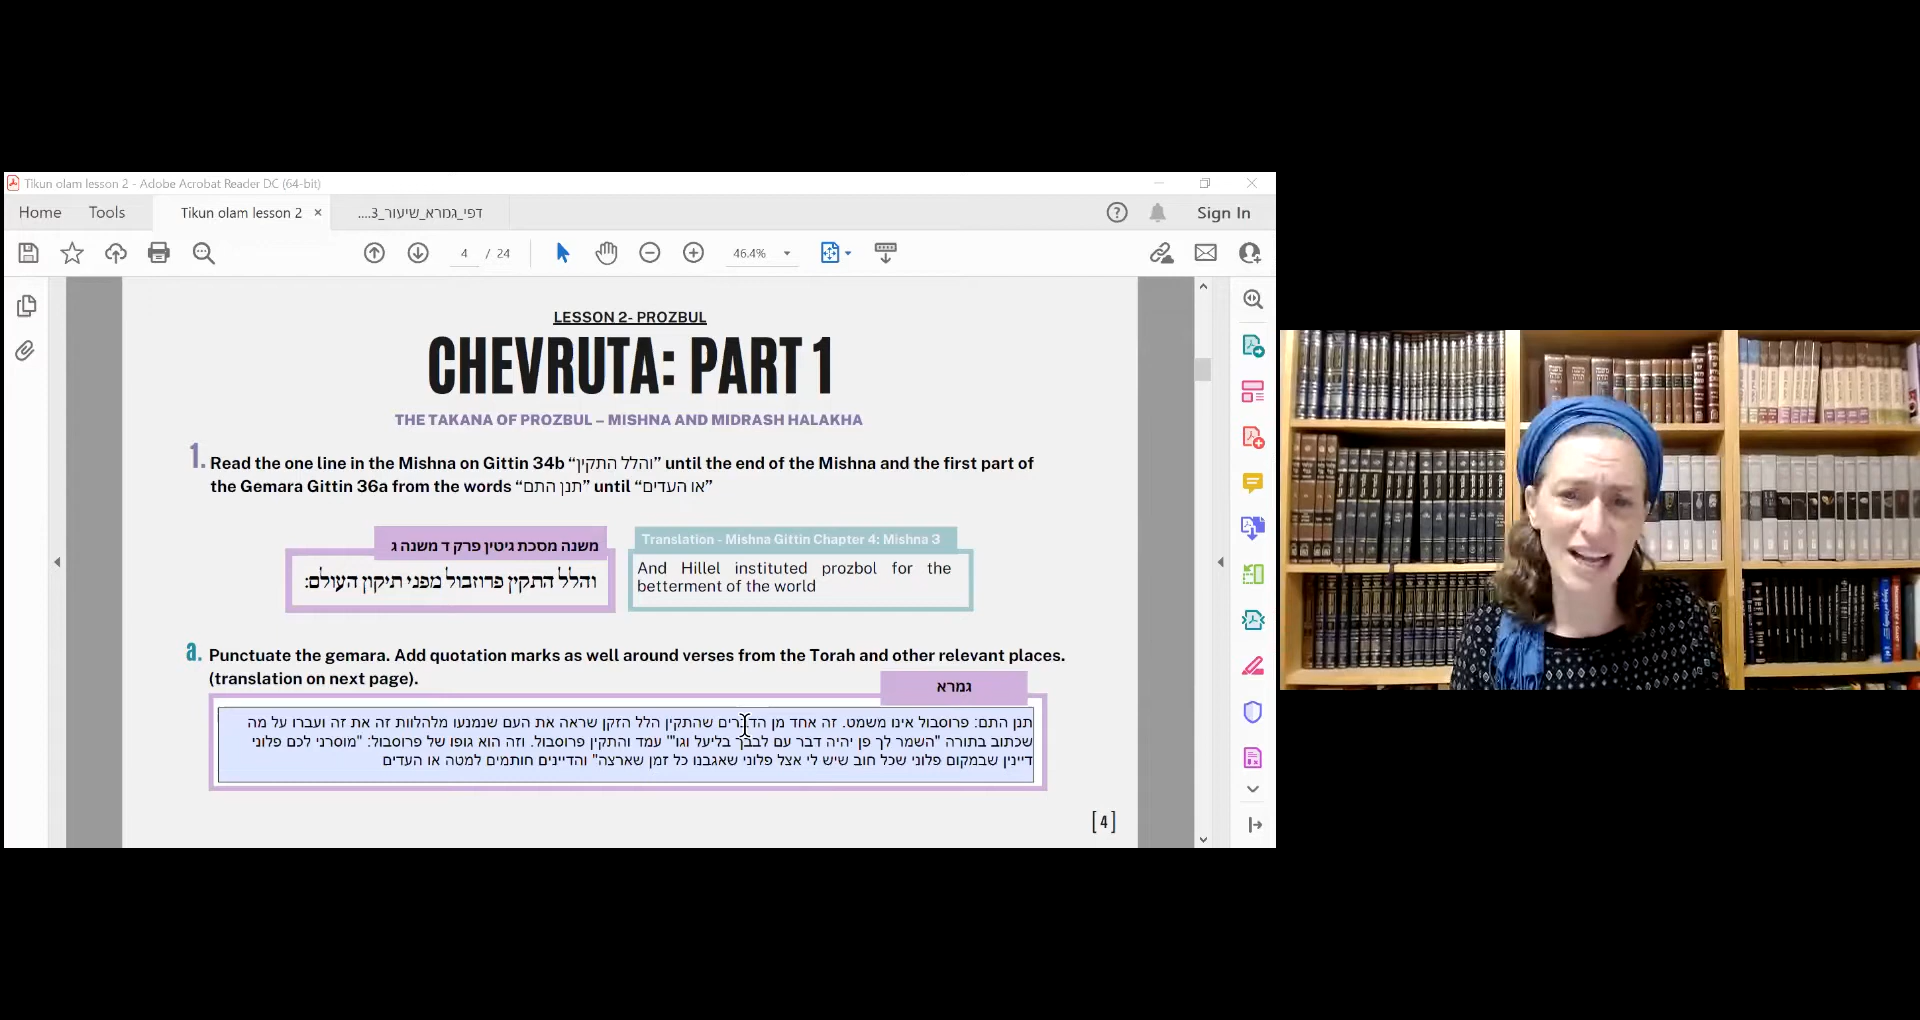 Tikun olam lesson 2 - Adobe Acrobat Reader DC (64-bit)
Home
Tools
Tikun olam lesson 2
דפי_גמרא_שיעור_3....
Sign In
4 / 24
46.4%
LESSON 2- PROZBUL
CHEVRUTA: PART 1
THE TAKANA OF PROZBUL – MISHNA AND MIDRASH HALAKHA
1. Read the one line in the Mishna on Gittin 34b “והלל התקין” until the end of the Mishna and the first part of
the Gemara Gittin 36a from the words “תנן התם” until “או העדים”
משנה מסכת גיטין פרק ד משנה ג
והלל התקין פרוזבול מפני תיקון העולם:
Translation - Mishna Gittin Chapter 4: Mishna 3
And Hillel instituted prozbol for the
betterment of the world
a. Punctuate the gemara. Add quotation marks as well around verses from the Torah and other relevant places.
(translation on next page).
גמרא
תנן התם: פרוסבול אינו משמט. זה אחד מן הדברים שהתקין הלל הזקן שראה את העם שנמנעו מלהלוות זה את זה ועברו על מה
שכתוב בתורה "השמר לך פן יהיה דבר עם לבבך בליעל וגו'" עמד והתקין פרוסבול. וזה הוא גופו של פרוסבול: "מוסרני לכם פלוני
דיינין שבמקום פלוני שכל חוב שיש לי אצל פלוני שאגבנו כל זמן שארצה" והדיינים חותמים למטה או העדים
[4]